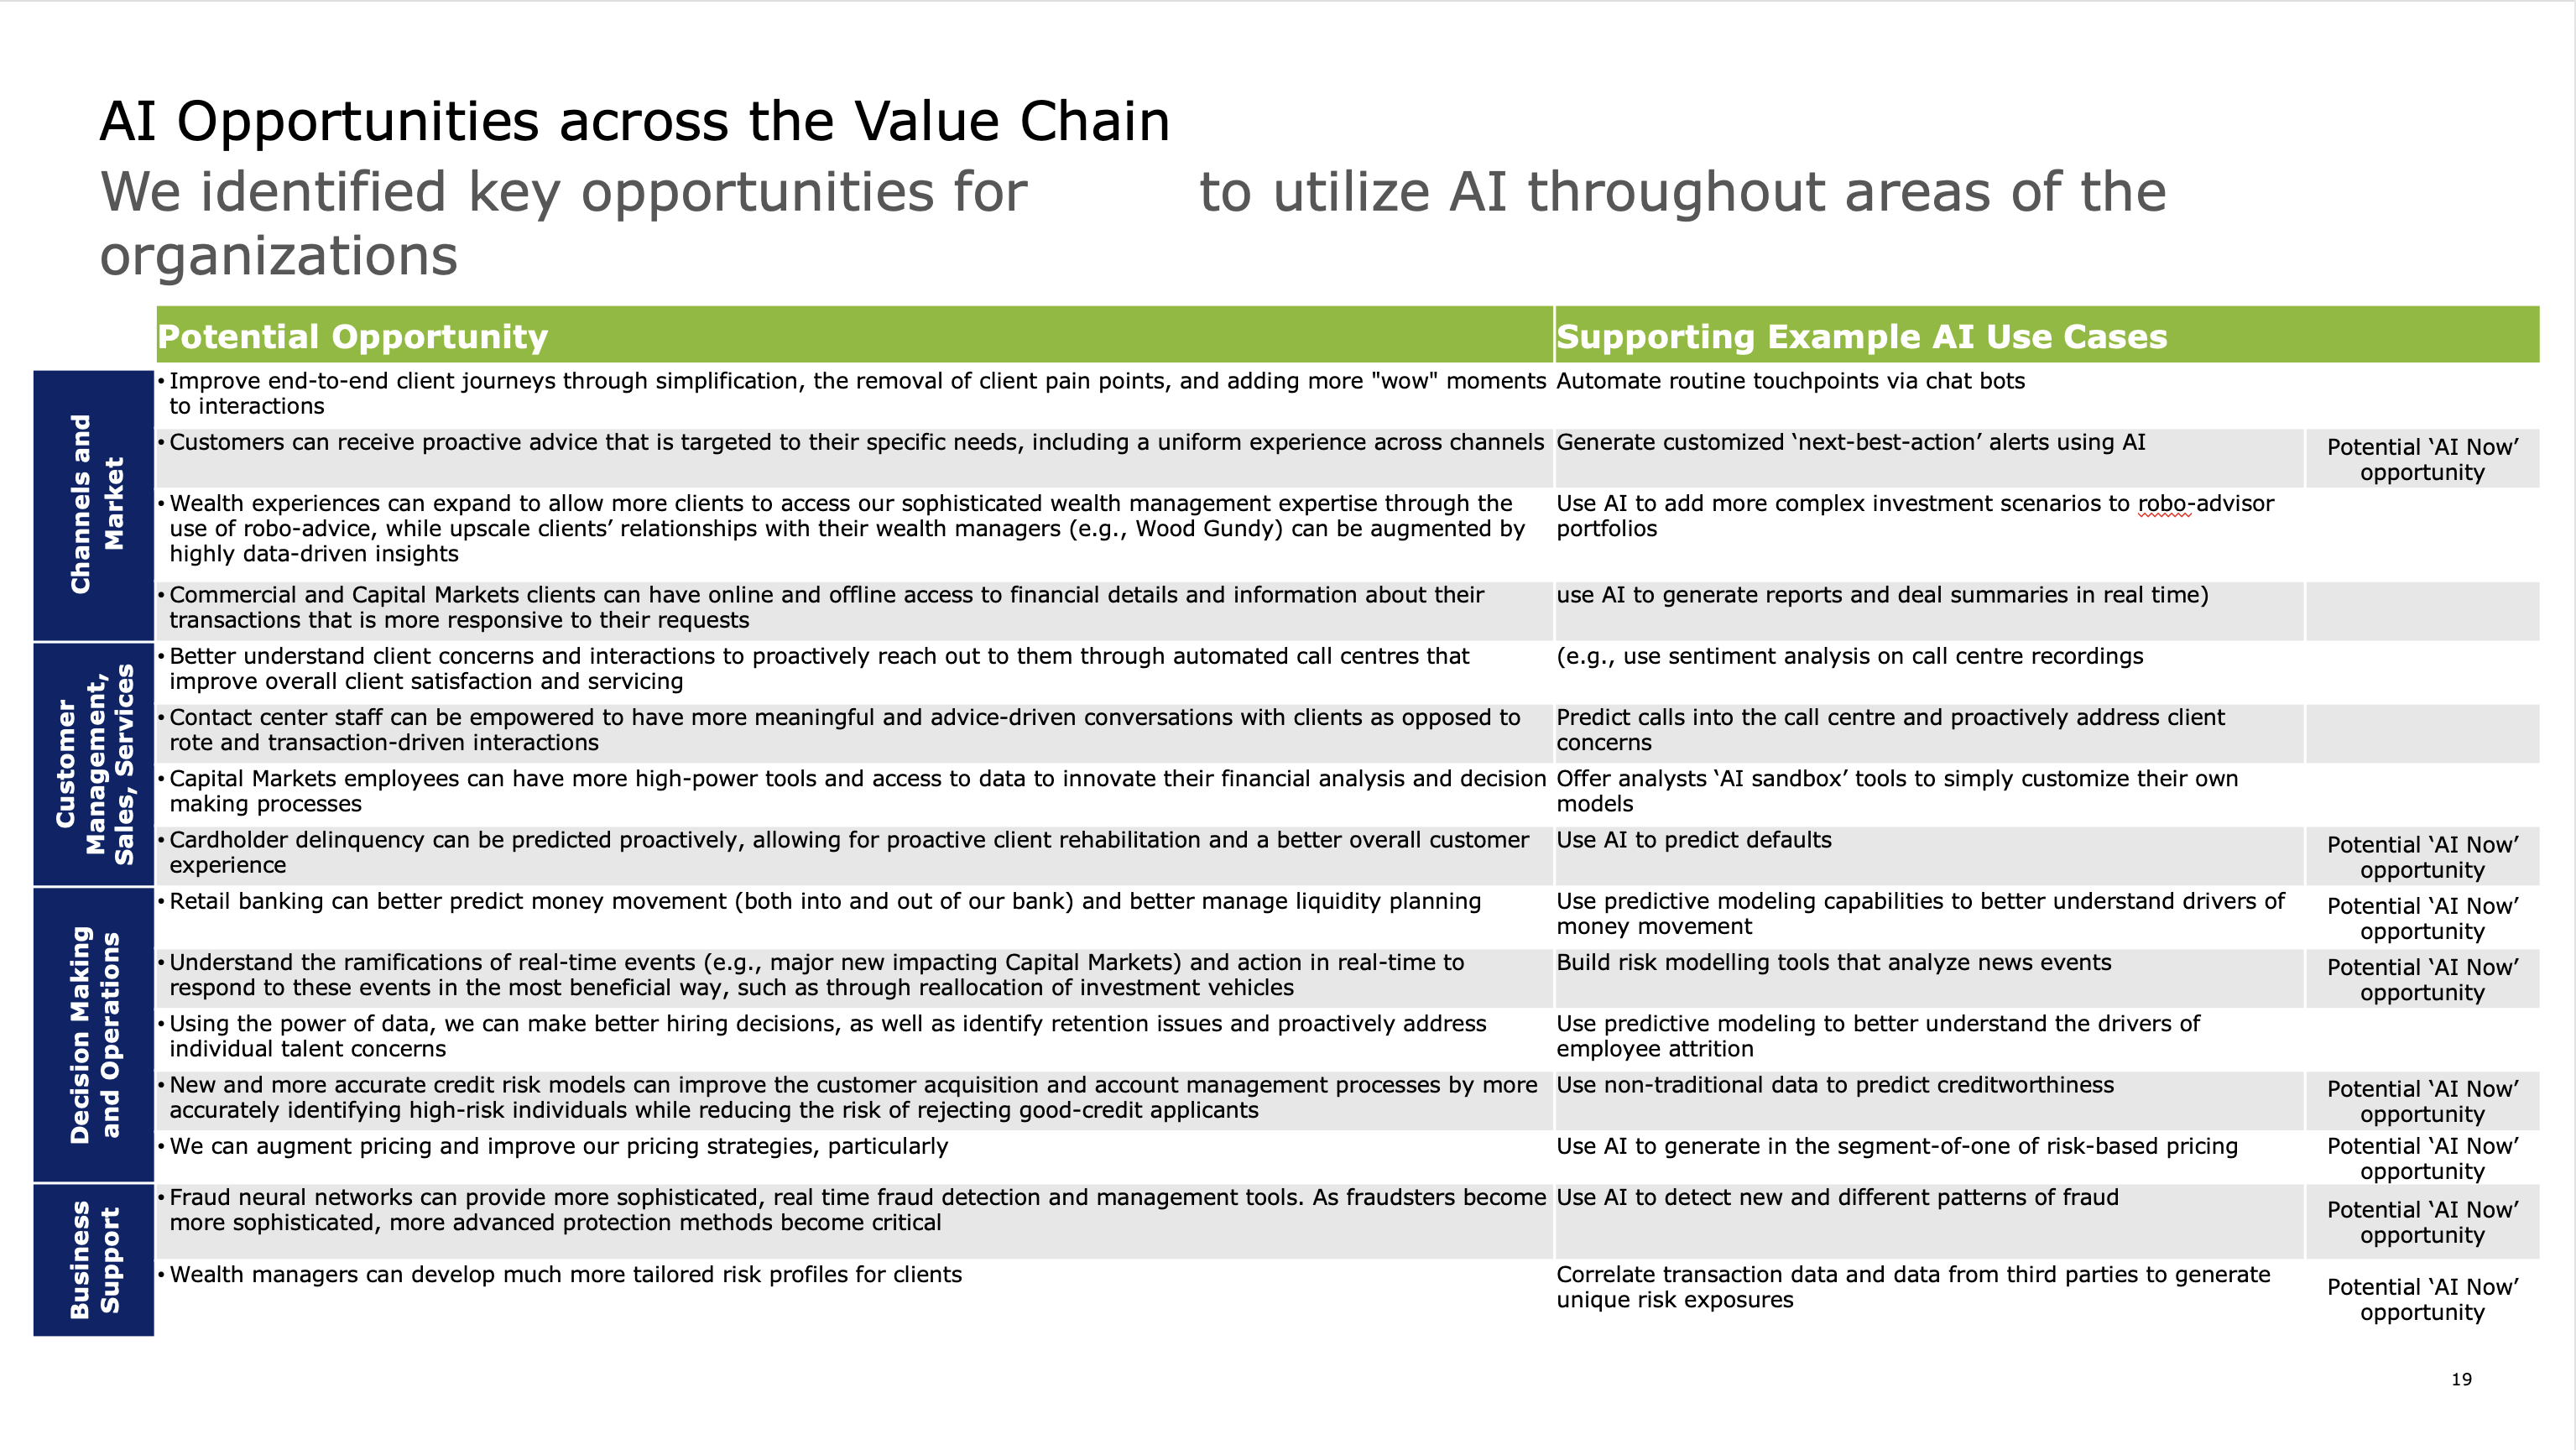 AI Opportunities across the Value Chain
We identified key opportunities for to utilize AI throughout areas of the
organizations
Potential Opportunity
Supporting Example AI Use Cases
Channels and
Market
• Improve end-to-end client journeys through simplification, the removal of client pain points, and adding more "wow" moments
to interactions
Automate routine touchpoints via chat bots
• Customers can receive proactive advice that is targeted to their specific needs, including a uniform experience across channels
Generate customized ‘next-best-action’ alerts using AI
Potential ‘AI Now’
opportunity
• Wealth experiences can expand to allow more clients to access our sophisticated wealth management expertise through the
use of robo-advice, while upscale clients’ relationships with their wealth managers (e.g., Wood Gundy) can be augmented by
highly data-driven insights
Use AI to add more complex investment scenarios to robo-advisor
portfolios
• Commercial and Capital Markets clients can have online and offline access to financial details and information about their
transactions that is more responsive to their requests
use AI to generate reports and deal summaries in real time)
Customer
Management,
Sales, Services
• Better understand client concerns and interactions to proactively reach out to them through automated call centres that
improve overall client satisfaction and servicing
(e.g., use sentiment analysis on call centre recordings
• Contact center staff can be empowered to have more meaningful and advice-driven conversations with clients as opposed to
rote and transaction-driven interactions
Predict calls into the call centre and proactively address client
concerns
• Capital Markets employees can have more high-power tools and access to data to innovate their financial analysis and decision
making processes
Offer analysts ‘AI sandbox’ tools to simply customize their own
models
• Cardholder delinquency can be predicted proactively, allowing for proactive client rehabilitation and a better overall customer
experience
Use AI to predict defaults
Potential ‘AI Now’
opportunity
Decision Making
and Operations
• Retail banking can better predict money movement (both into and out of our bank) and better manage liquidity planning
Use predictive modeling capabilities to better understand drivers of
money movement
Potential ‘AI Now’
opportunity
• Understand the ramifications of real-time events (e.g., major new impacting Capital Markets) and action in real-time to
respond to these events in the most beneficial way, such as through reallocation of investment vehicles
Build risk modelling tools that analyze news events
Potential ‘AI Now’
opportunity
• Using the power of data, we can make better hiring decisions, as well as identify retention issues and proactively address
individual talent concerns
Use predictive modeling to better understand the drivers of
employee attrition
• New and more accurate credit risk models can improve the customer acquisition and account management processes by more
accurately identifying high-risk individuals while reducing the risk of rejecting good-credit applicants
Use non-traditional data to predict creditworthiness
Potential ‘AI Now’
opportunity
• We can augment pricing and improve our pricing strategies, particularly
Use AI to generate in the segment-of-one of risk-based pricing
Potential ‘AI Now’
opportunity
Business
Support
• Fraud neural networks can provide more sophisticated, real time fraud detection and management tools. As fraudsters become
more sophisticated, more advanced protection methods become critical
Use AI to detect new and different patterns of fraud
Potential ‘AI Now’
opportunity
• Wealth managers can develop much more tailored risk profiles for clients
Correlate transaction data and data from third parties to generate
unique risk exposures
Potential ‘AI Now’
opportunity
19